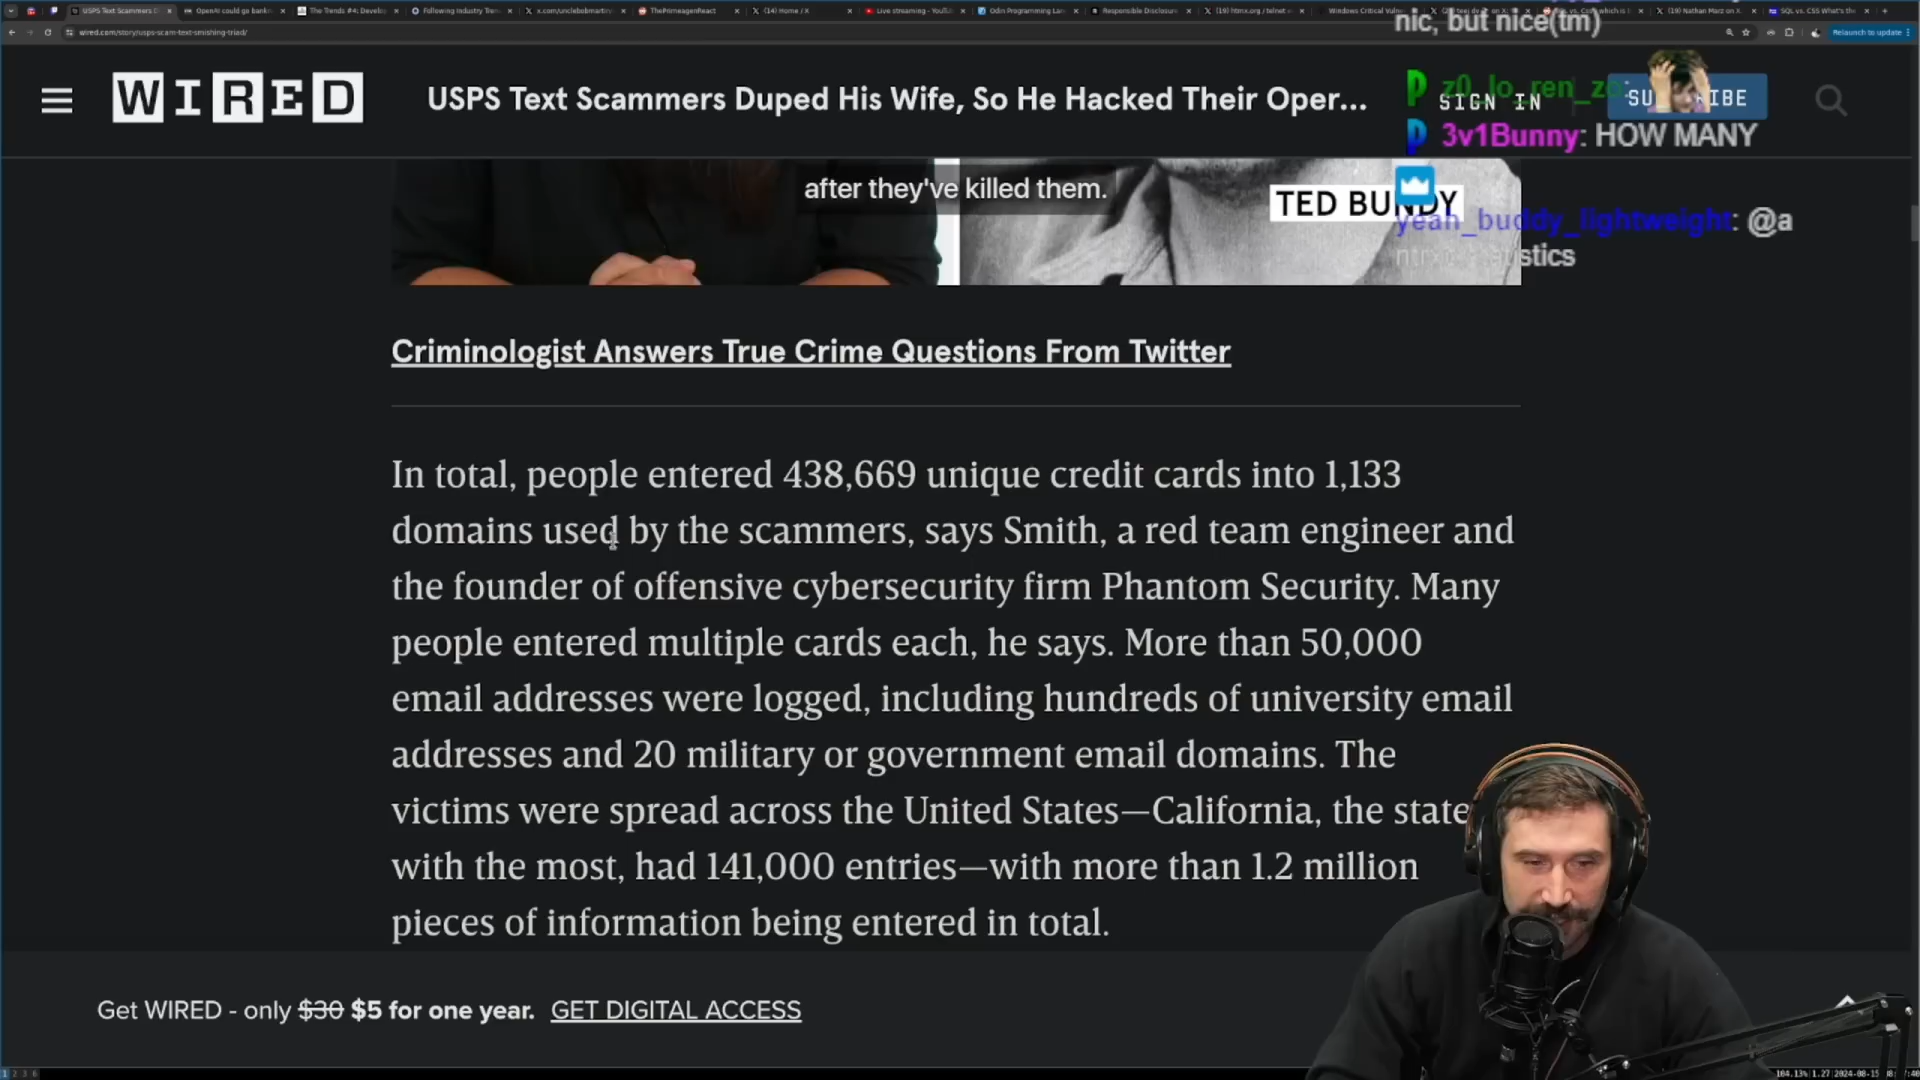 USPS Text Scammers D
OpenAI could go bank
The Trends #4: Develo
Following Industry Tren
x.com/unclebobmartin
ThePrimeagenReact
(14) Home / X
Live streaming - YouTu
Odin Programming Lan
Responsible Disclosure
(19) htmx.org / telnet
Windows Critical Vuln
(19) Nathan Marz on X
SQL vs. CSS What's the
wired.com/story/usps-scam-text-smishing-triad/
Relaunch to update
nic, but nice(tm)
WIRED
USPS Text Scammers Duped His Wife, So He Hacked Their Oper...
SIGN IN
z0_lo_ren_zo:
3v1Bunny: HOW MANY
after they've killed them.
TED BUNDY
yeah_buddy_lightweight: @a
Criminologist Answers True Crime Questions From Twitter
In total, people entered 438,669 unique credit cards into 1,133
domains used by the scammers, says Smith, a red team engineer and
the founder of offensive cybersecurity firm Phantom Security. Many
people entered multiple cards each, he says. More than 50,000
email addresses were logged, including hundreds of university email
addresses and 20 military or government email domains. The
victims were spread across the United States—California, the state
with the most, had 141,000 entries—with more than 1.2 million
pieces of information being entered in total.
Get WIRED - only $30 $5 for one year. GET DIGITAL ACCESS